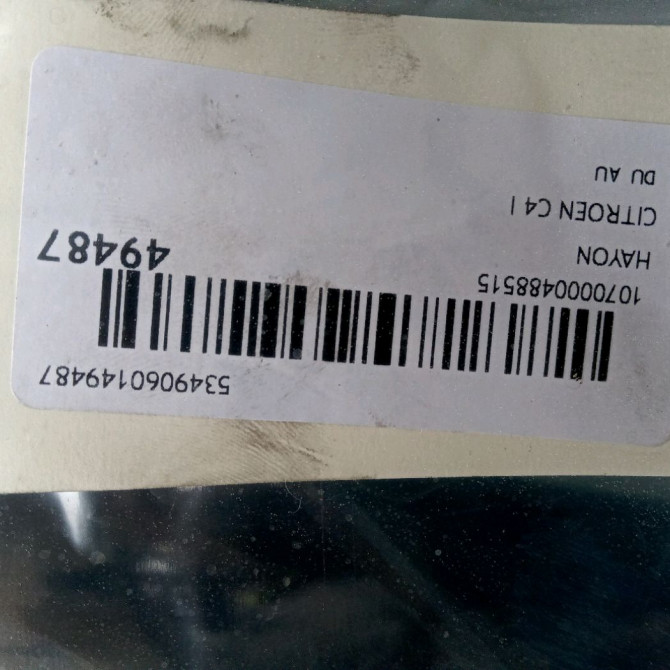 5349060149487
1070000488515
49487
HAYON
CITROEN C4 I
DU AU